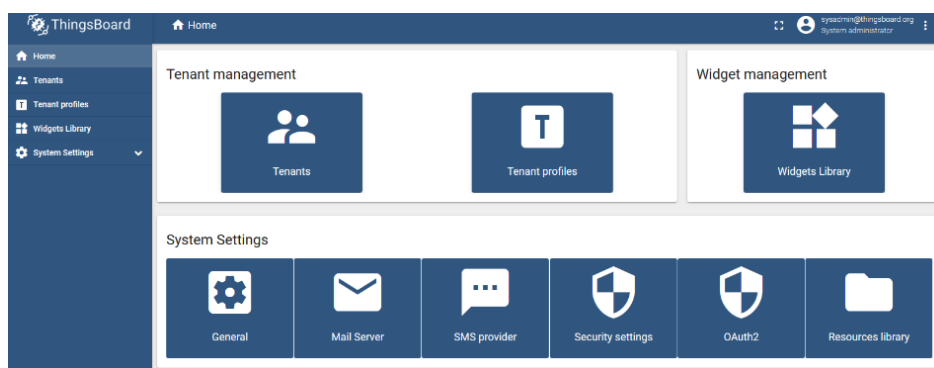 ThingsBoard
Home
sysadmin@thingsboard.org
System administrator
Home
Tenants
Tenant profiles
Widgets Library
System Settings
Tenant management
Tenants
T
Tenant profiles
Widget management
Widgets Library
System Settings
General
Mail Server
SMS provider
Security settings
OAuth2
Resources library